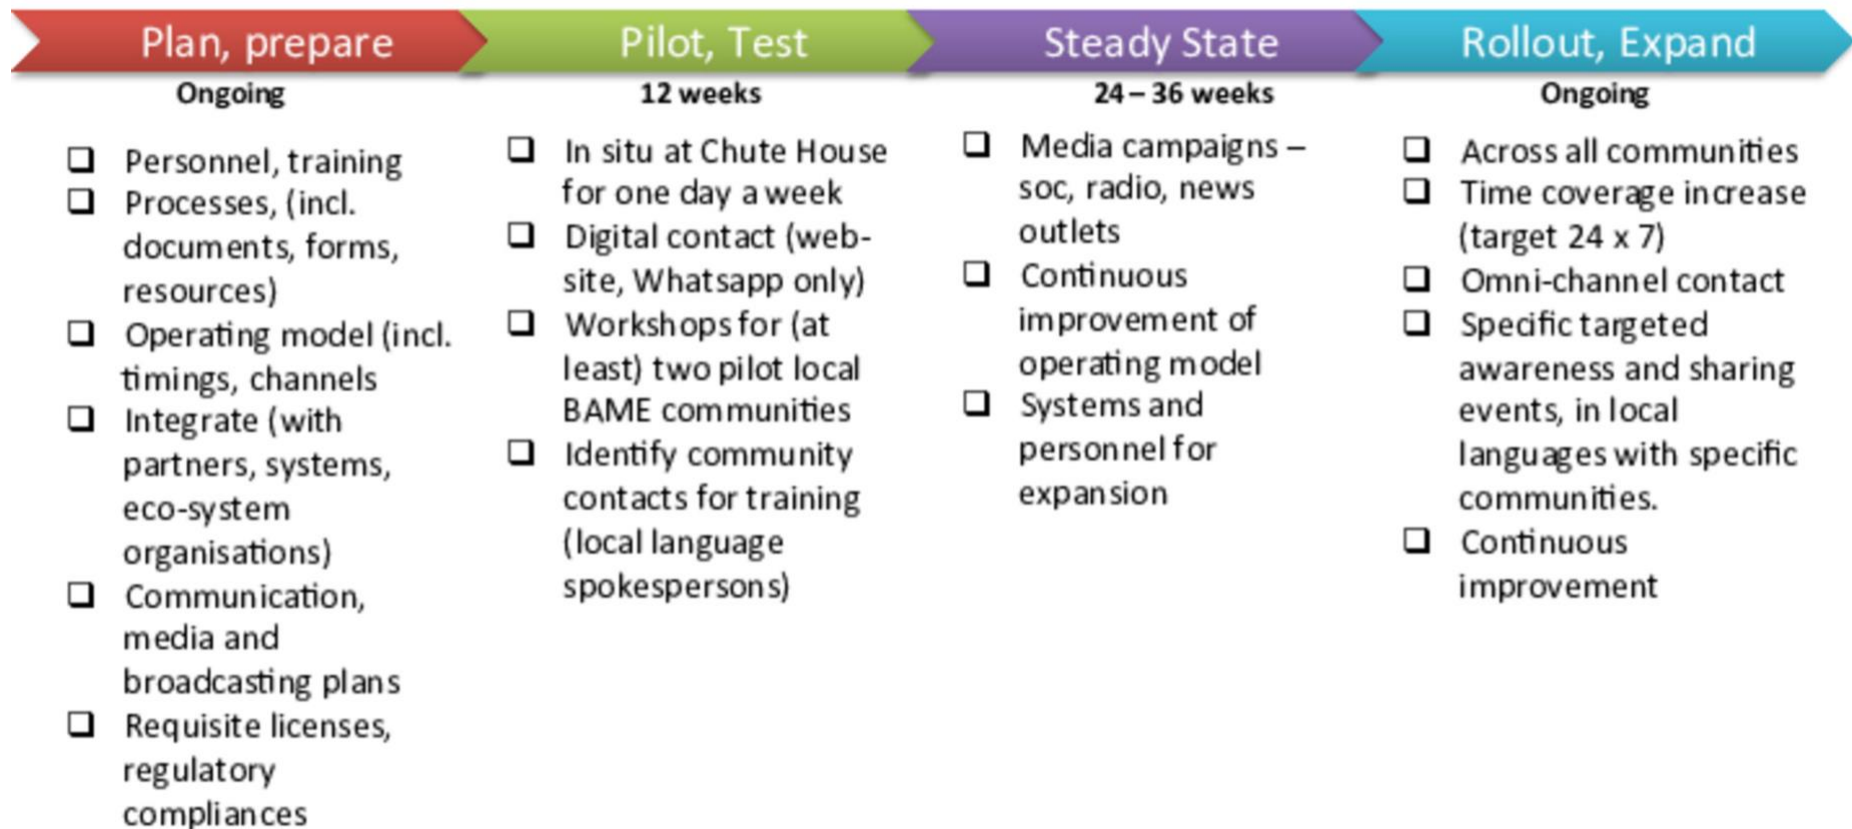 Plan, prepare
Ongoing
❑ Personnel, training
❑ Processes, (incl.
documents, forms,
resources)
❑ Operating model (incl.
timings, channels
❑ Integrate (with
partners, systems,
eco-system
organisations)
❑ Communication,
media and
broadcasting plans
❑ Requisite licenses,
regulatory
compliances
Pilot, Test
12 weeks
❑ In situ at Chute House
for one day a week
❑ Digital contact (web-
site, Whatsapp only)
❑ Workshops for (at
least) two pilot local
BAME communities
❑ Identify community
contacts for training
(local language
spokespersons)
Steady State
24 – 36 weeks
❑ Media campaigns –
soc, radio, news
outlets
❑ Continuous
improvement of
operating model
❑ Systems and
personnel for
expansion
Rollout, Expand
Ongoing
❑ Across all communities
❑ Time coverage increase
(target 24 x 7)
❑ Omni-channel contact
❑ Specific targeted
awareness and sharing
events, in local
languages with specific
communities.
❑ Continuous
improvement